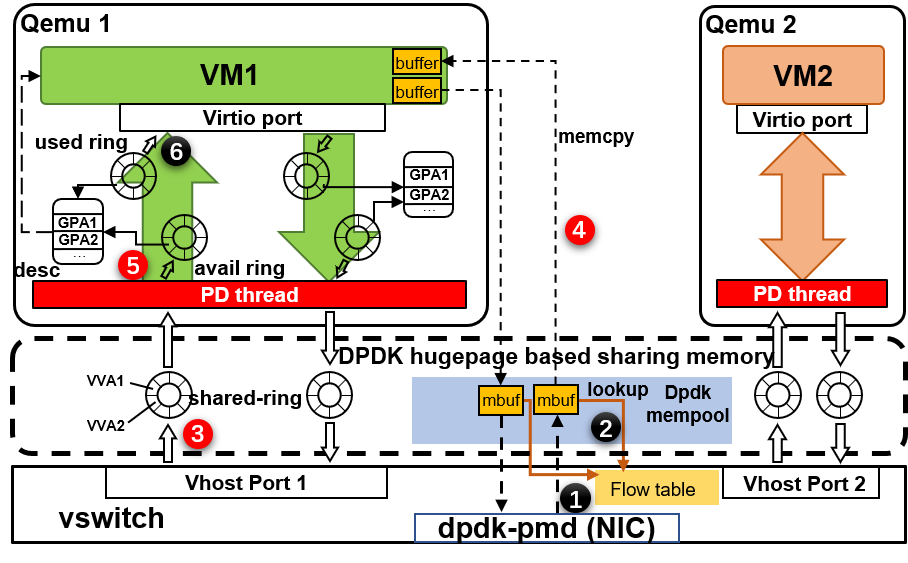 Qemu 1
Qemu 2
VM1
buffer
buffer
VM2
Virtio port
Virtio port
used ring
6
memcpy
GPA1
GPA2
...
GPA1
GPA2
...
4
5
desc
avail ring
PD thread
PD thread
DPDK hugepage based sharing memory
VVA1
VVA2
shared-ring
mbuf
mbuf
lookup
Dpdk
mempool
3
2
Vhost Port 1
1
Flow table
Vhost Port 2
vswitch
dpdk-pmd (NIC)